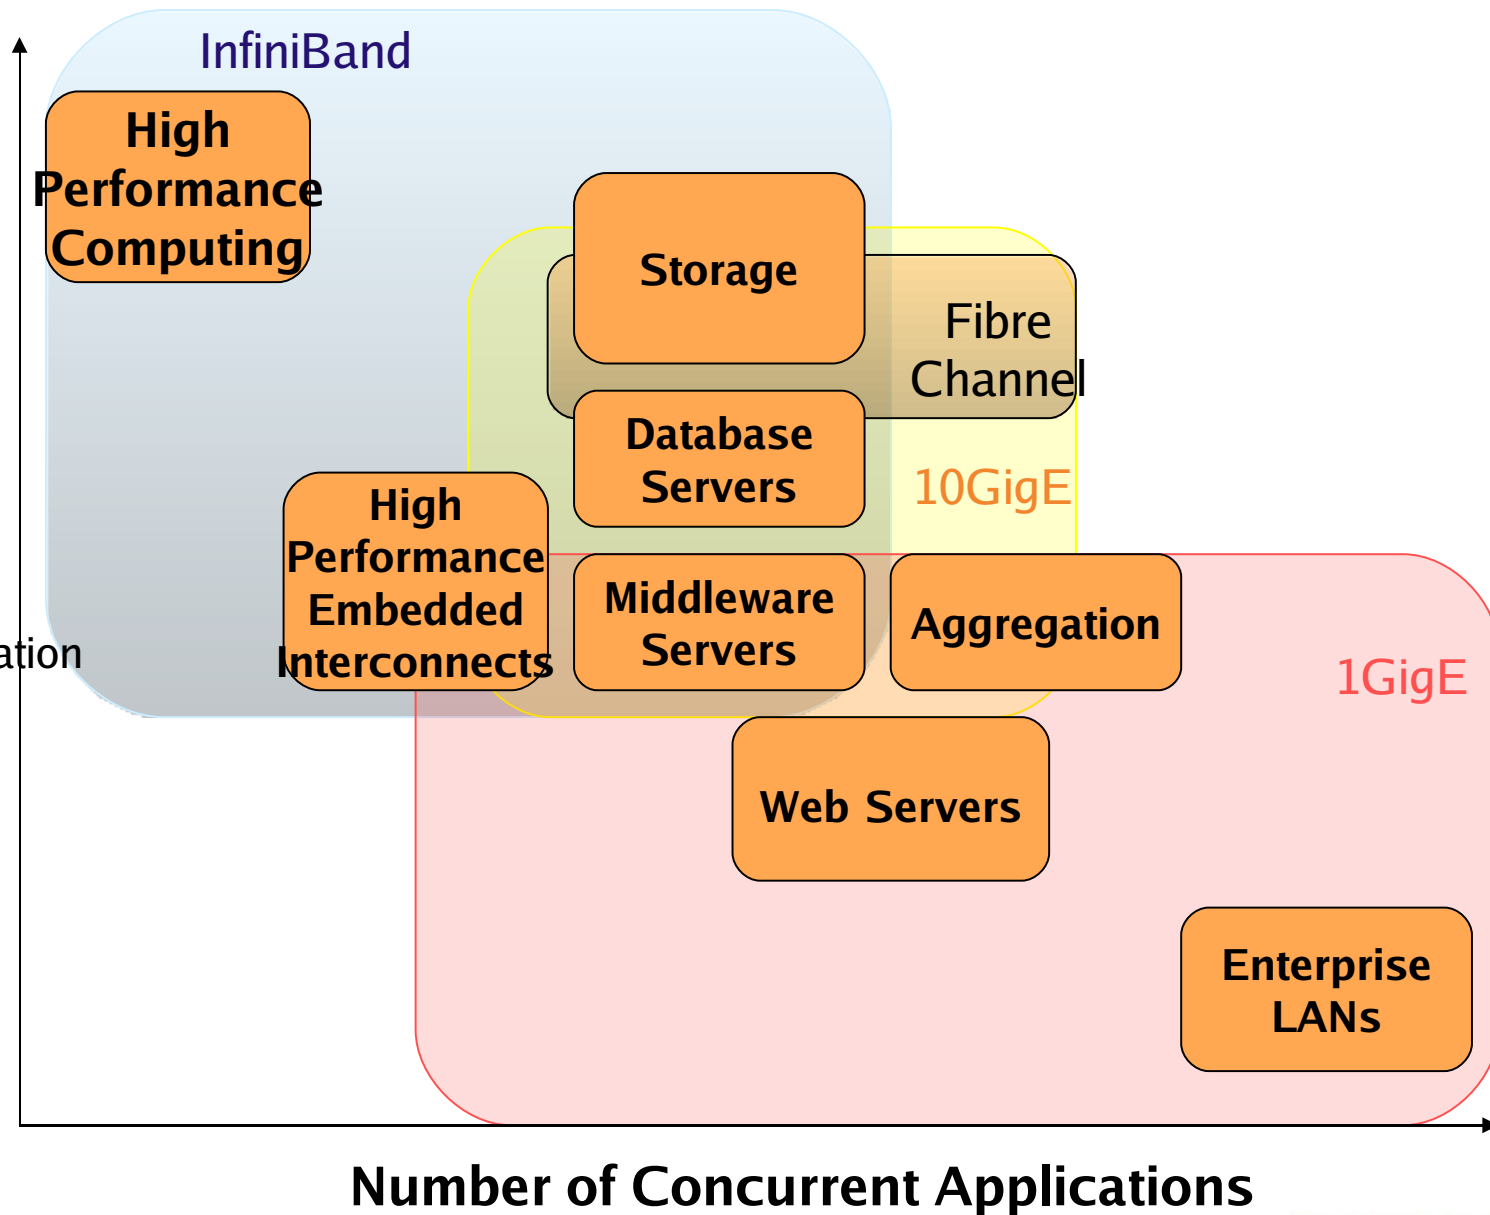 InfiniBand
High
Performance
Computing
Storage
Fibre
Channel
Database
Servers
10GigE
High
Performance
Embedded
Interconnects
Middleware
Servers
Aggregation
1GigE
Web Servers
Enterprise
LANs
Number of Concurrent Applications